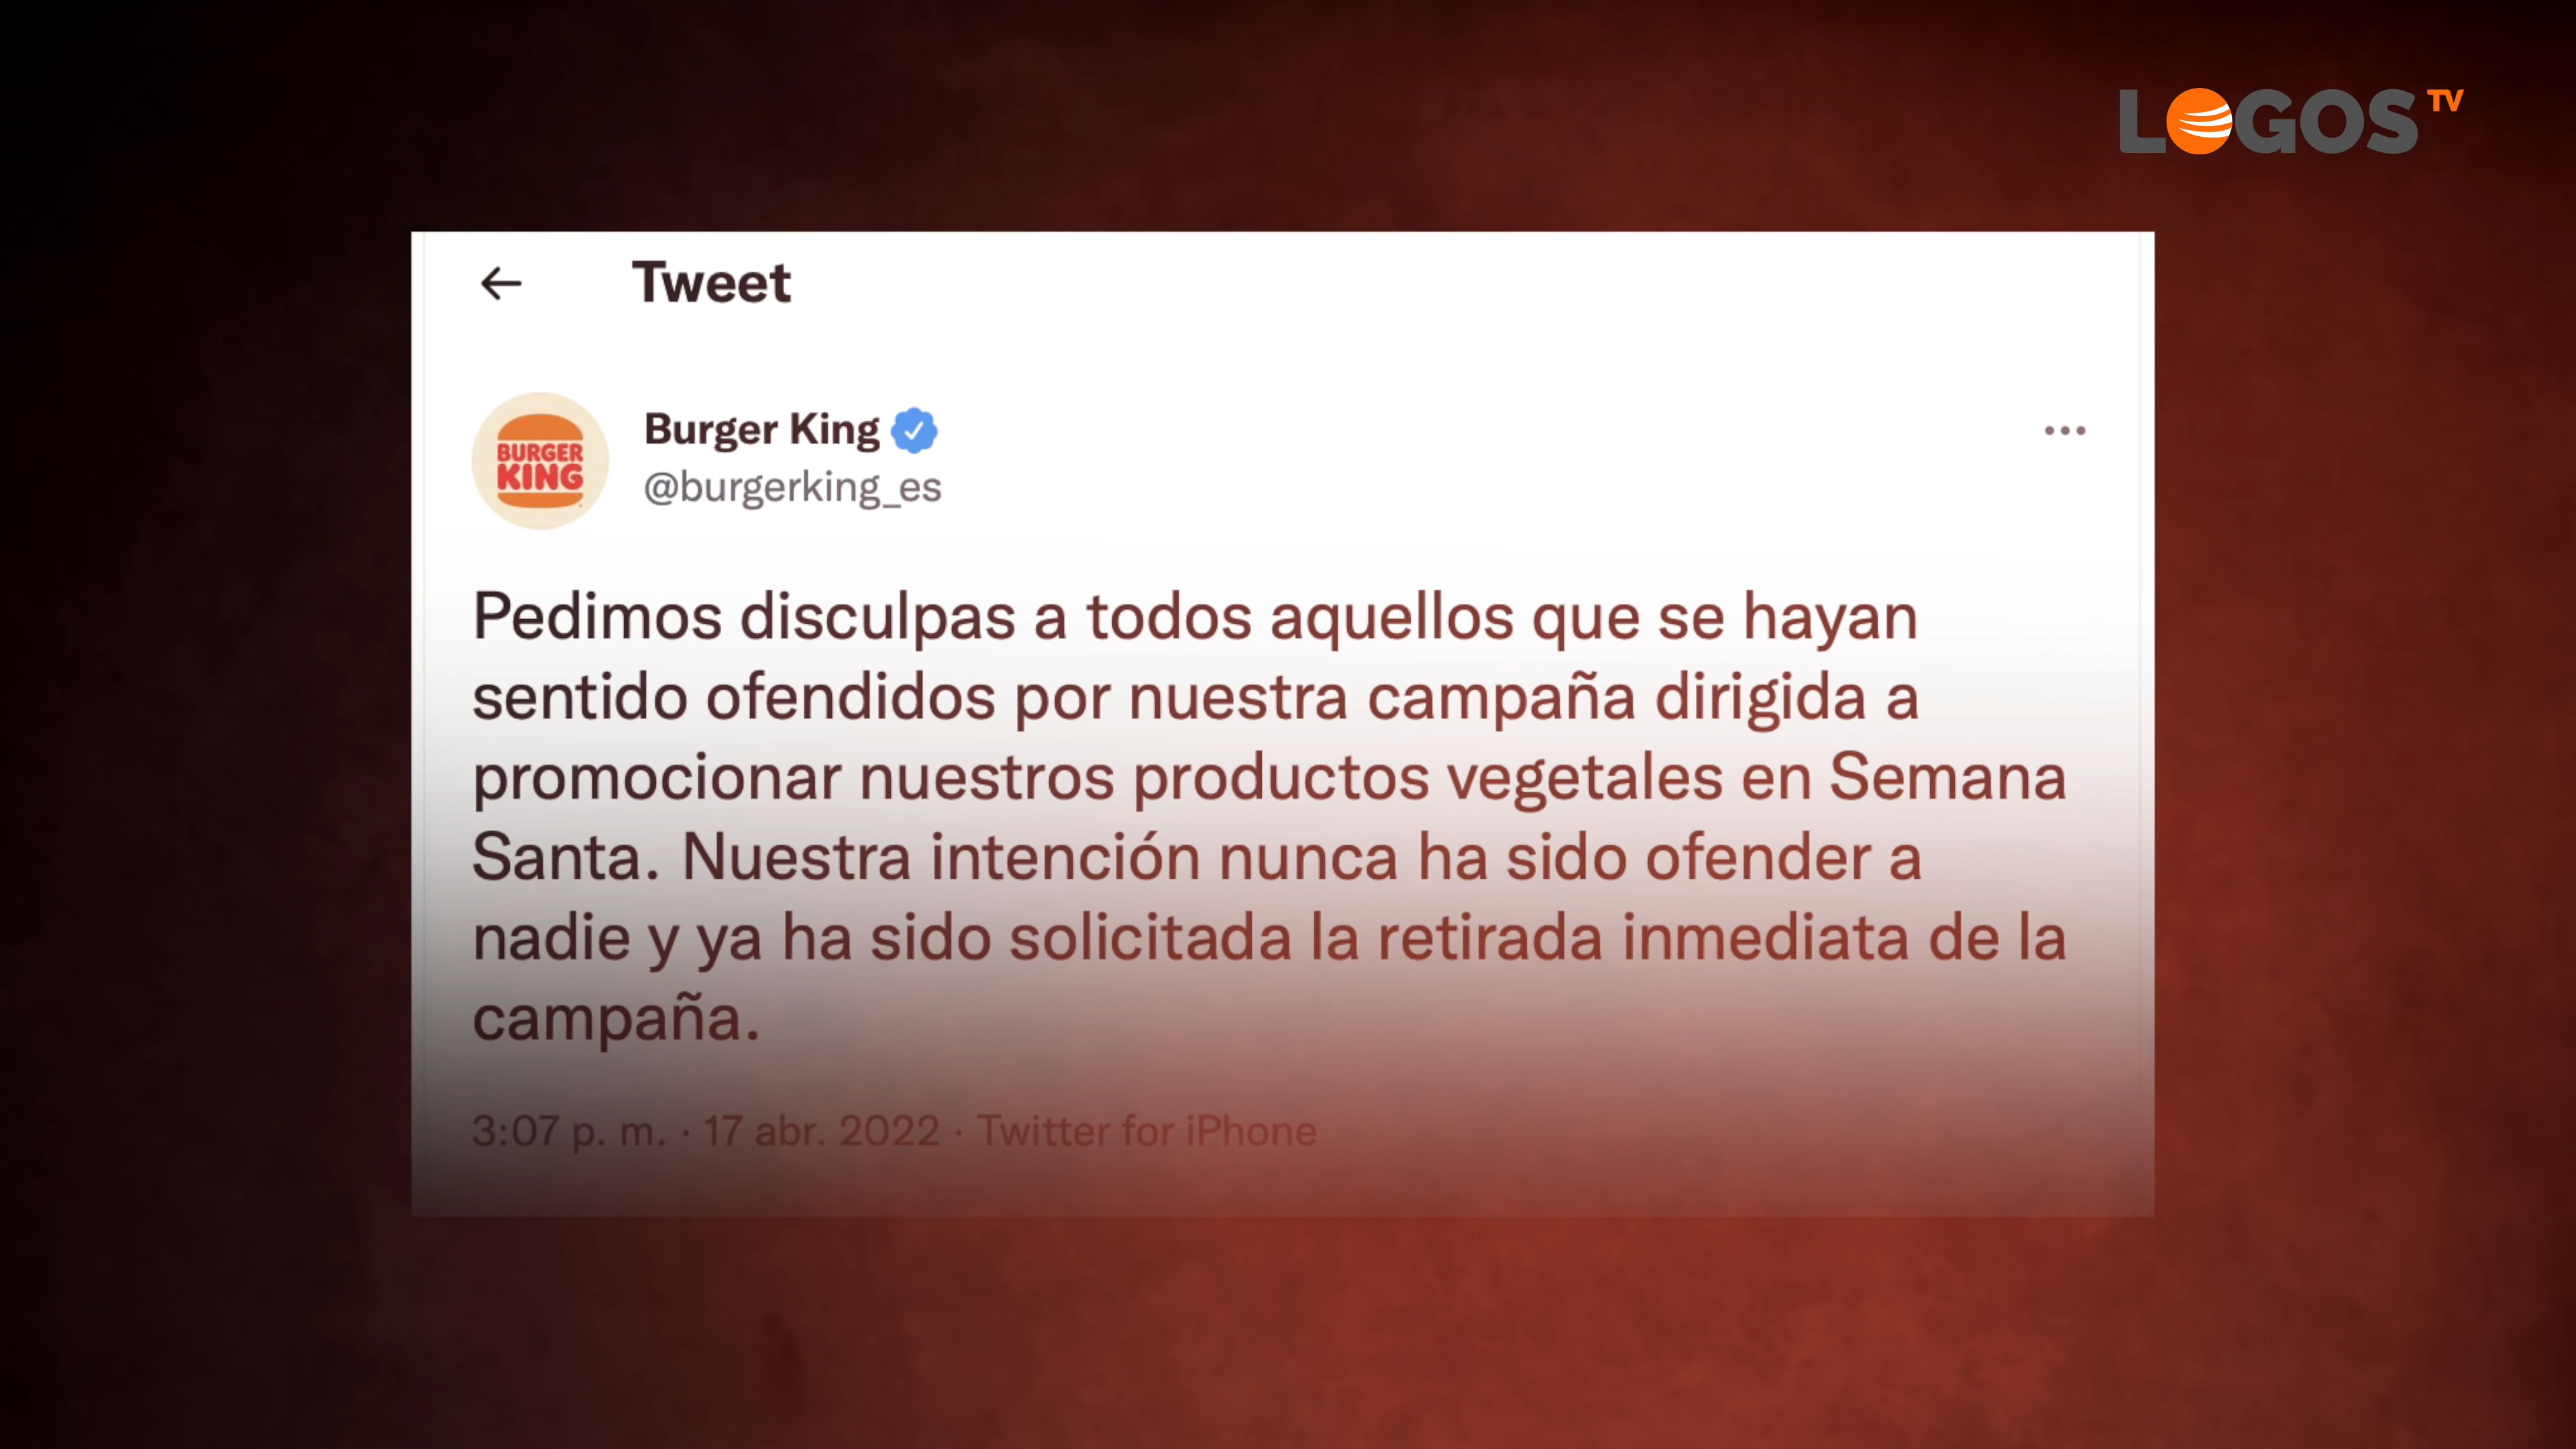 LOGOS TV
Tweet
BURGER
KING
Burger King
@burgerking_es
Pedimos disculpas a todos aquellos que se hayan
sentido ofendidos por nuestra campaña dirigida a
promocionar nuestros productos vegetales en Semana
Santa. Nuestra intención nunca ha sido ofender a
nadie y ya ha sido solicitada la retirada inmediata de la
campaña.
3:07 p. m. · 17 abr. 2022 · Twitter for iPhone